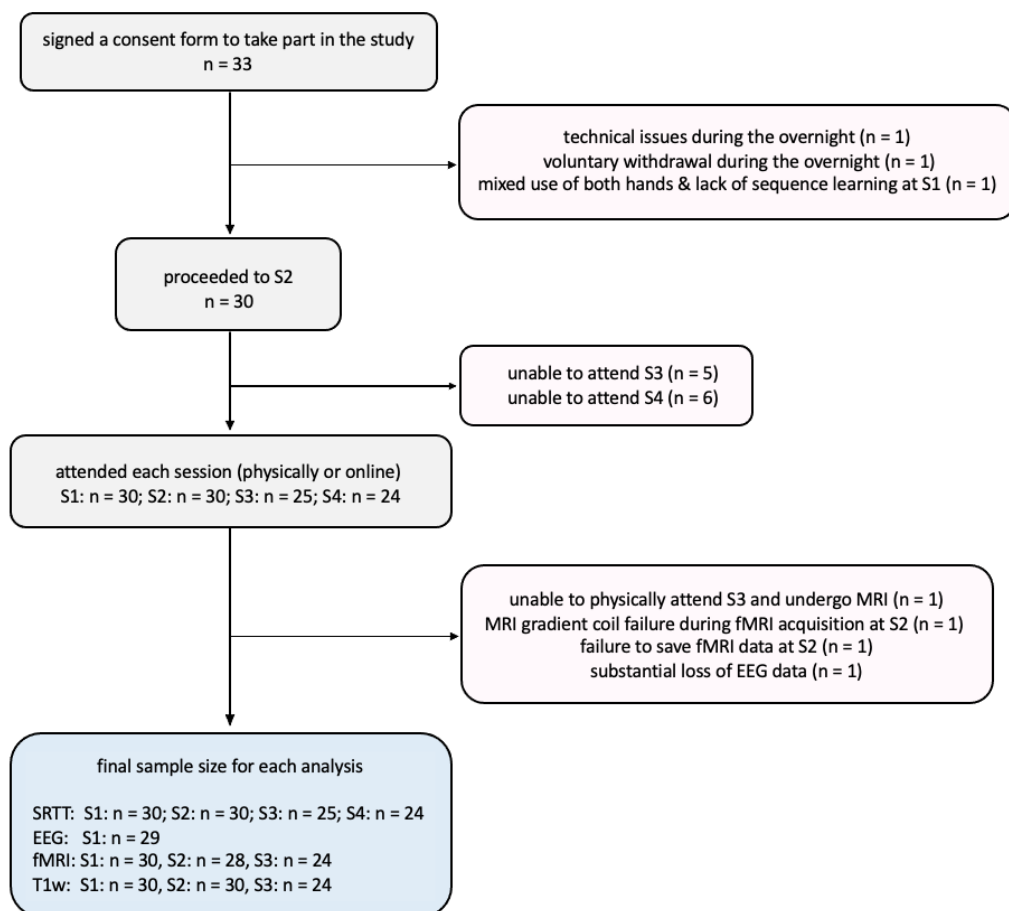 signed a consent form to take part in the study
n = 33
technical issues during the overnight (n = 1)
voluntary withdrawal during the overnight (n = 1)
mixed use of both hands & lack of sequence learning at S1 (n = 1)
proceeded to S2
n = 30
unable to attend S3 (n = 5)
unable to attend S4 (n = 6)
attended each session (physically or online)
S1: n = 30; S2: n = 30; S3: n = 25; S4: n = 24
unable to physically attend S3 and undergo MRI (n = 1)
MRI gradient coil failure during fMRI acquisition at S2 (n = 1)
failure to save fMRI data at S2 (n = 1)
substantial loss of EEG data (n = 1)
final sample size for each analysis
SRTT: S1: n = 30; S2: n = 30; S3: n = 25; S4: n = 24
EEG: S1: n = 29
fMRI: S1: n = 30, S2: n = 28, S3: n = 24
T1w: S1: n = 30, S2: n = 30, S3: n = 24